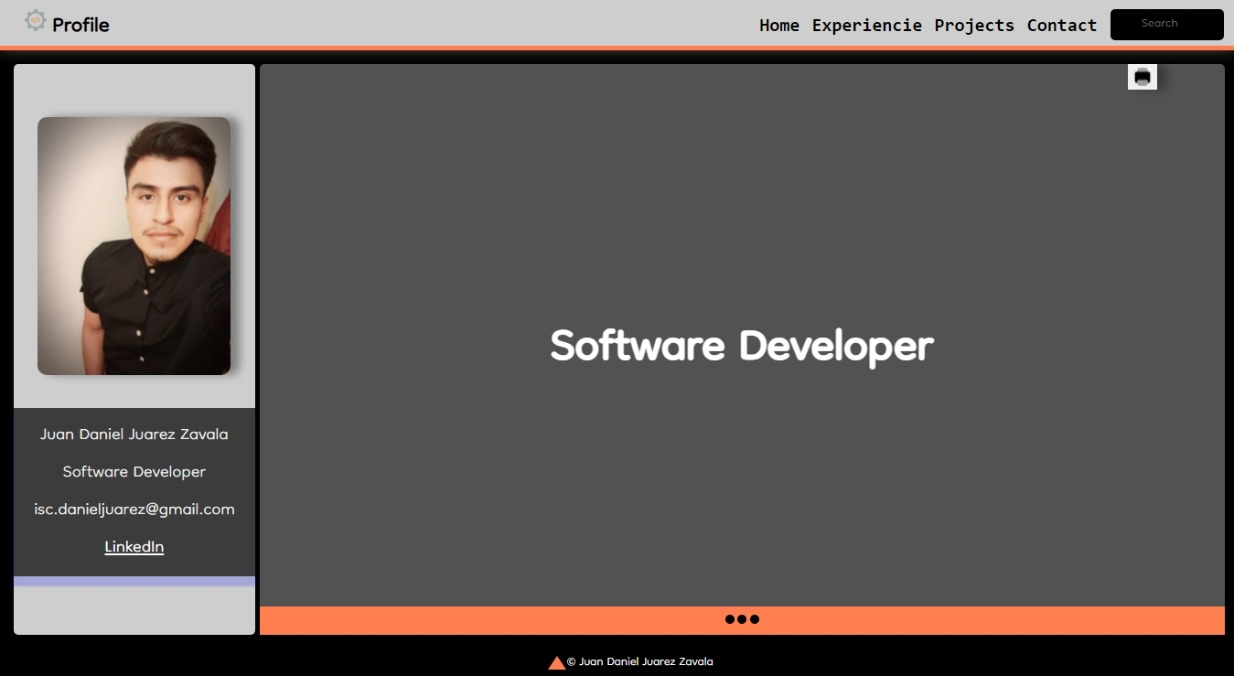 Profile
Home Experiencie Projects Contact
Search
Software Developer
Juan Daniel Juarez Zavala
Software Developer
isc.danieljuarez@gmail.com
LinkedIn
© Juan Daniel Juarez Zavala